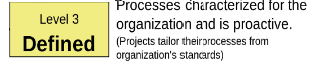 Processes characterized for the
Level 3
organization and is proactive.
Defined
(Projects tailor their processes from
organization's standards)